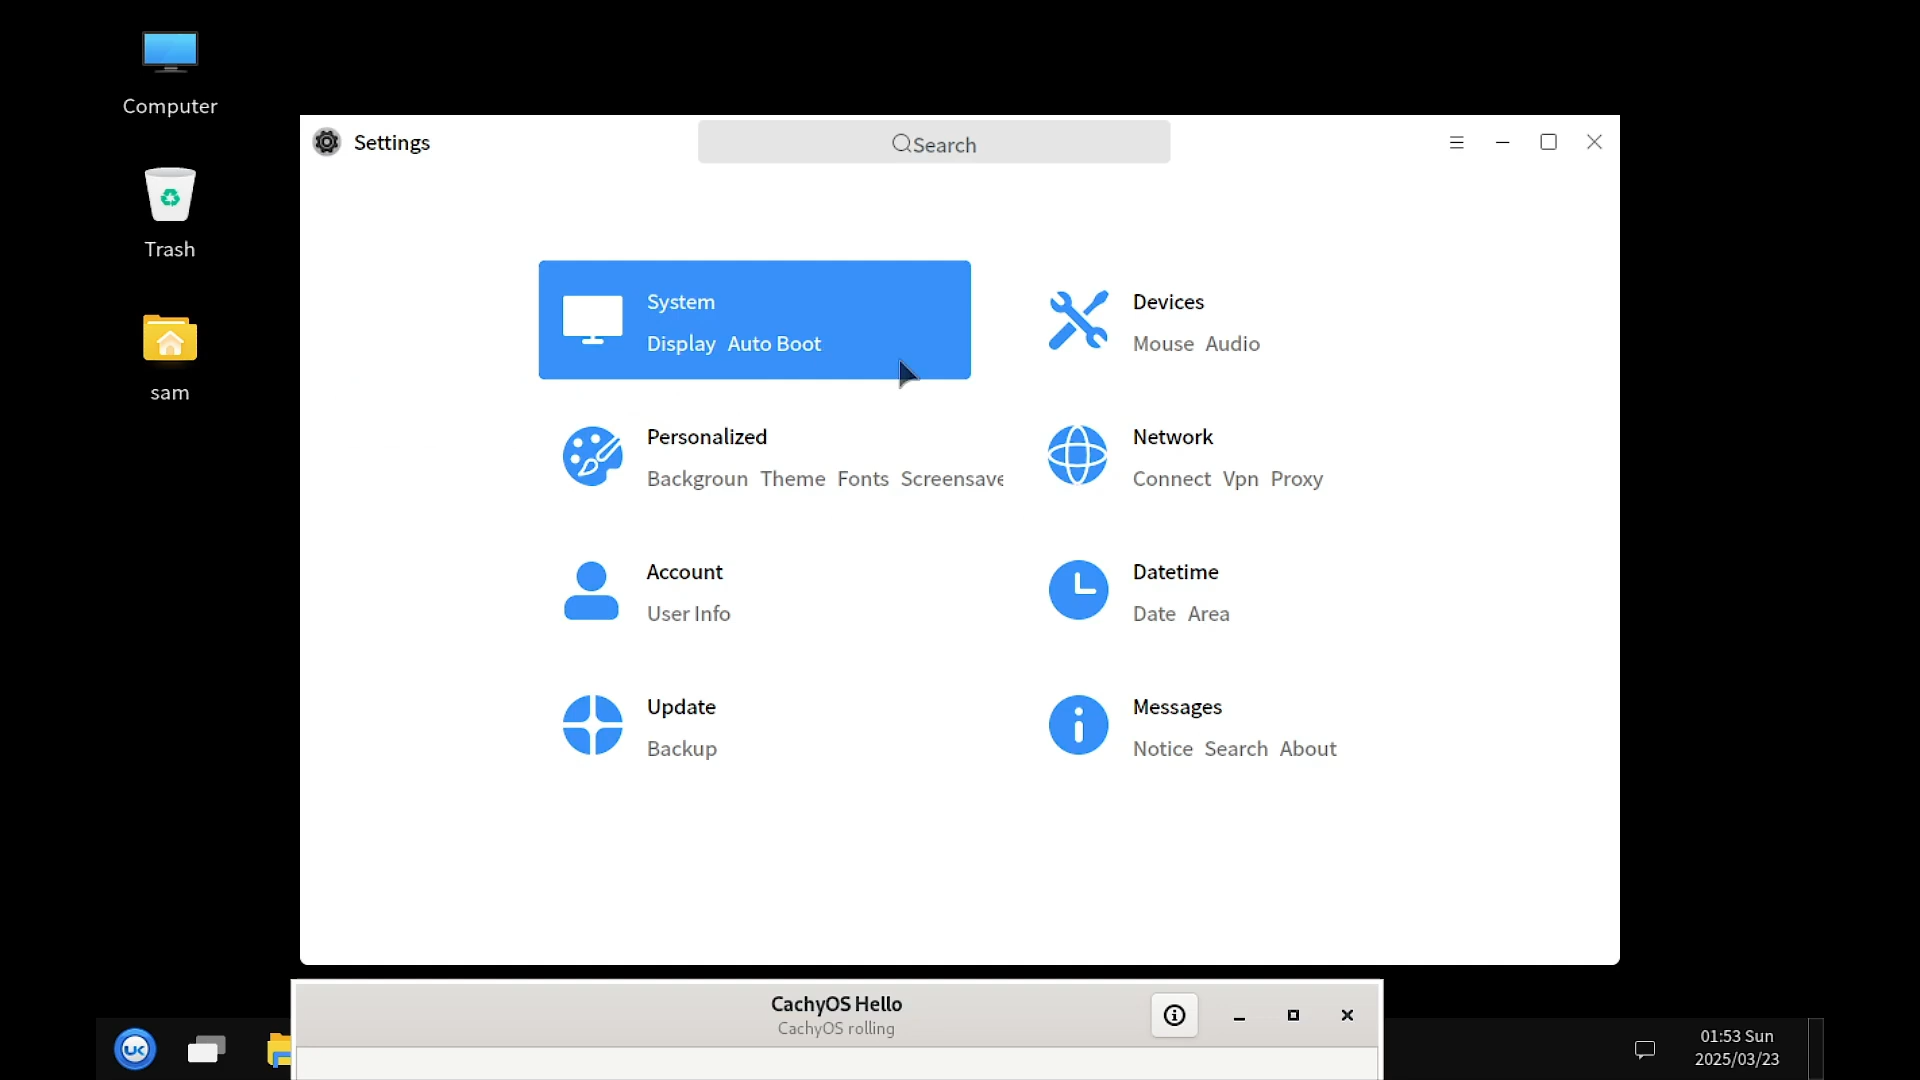 Computer
Trash
sam
Settings
Search
System
Display Auto Boot
Devices
Mouse Audio
Personalized
Backgroun Theme Fonts Screensave
Network
Connect Vpn Proxy
Account
User Info
Datetime
Date Area
Update
Backup
Messages
Notice Search About
CachyOS Hello
CachyOS rolling
UK
01:53 Sun
2025/03/23